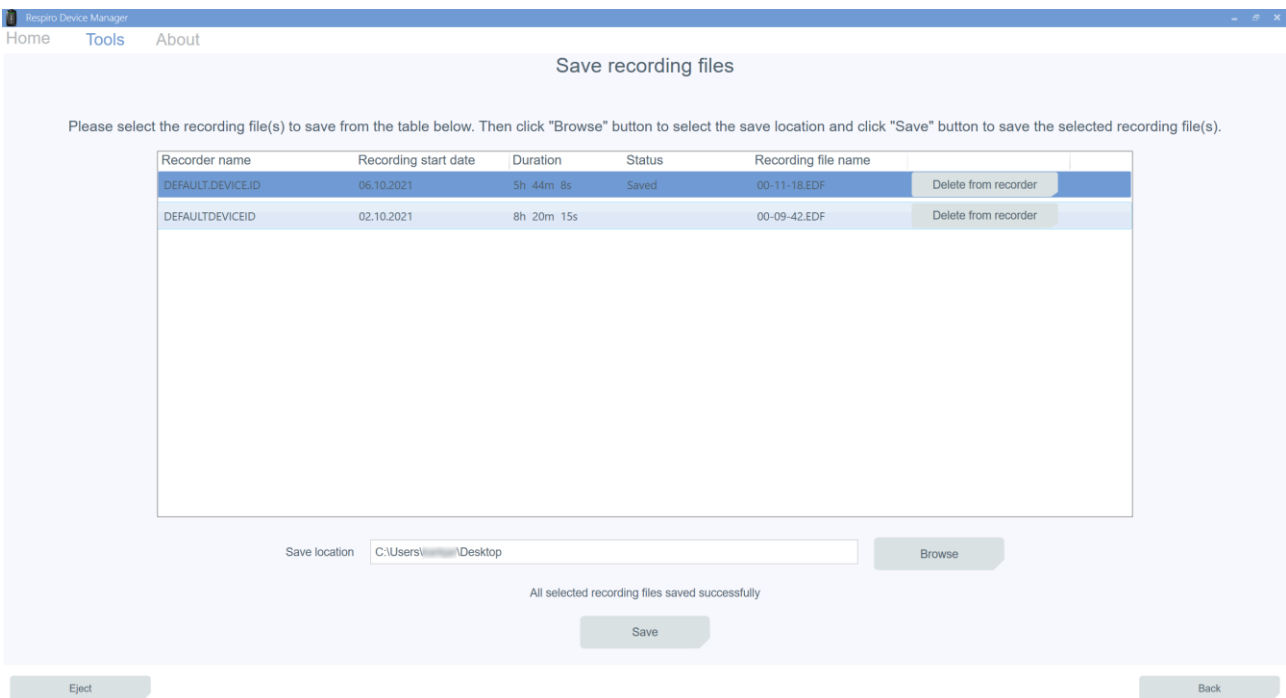 Respiro Device Manager
Home Tools About
Save recording files
Please select the recording file(s) to save from the table below. Then click "Browse" button to select the save location and click "Save" button to save the selected recording file(s).
Recorder name Recording start date Duration Status Recording file name
DEFAULT.DEVICE.ID 06.10.2021 5h 44m 8s Saved 00-11-18.EDF Delete from recorder
DEFAULTDEVICEID 02.10.2021 8h 20m 15s 00-09-42.EDF Delete from recorder
Save location C:\Users\ \Desktop Browse
All selected recording files saved successfully
Save
Eject Back